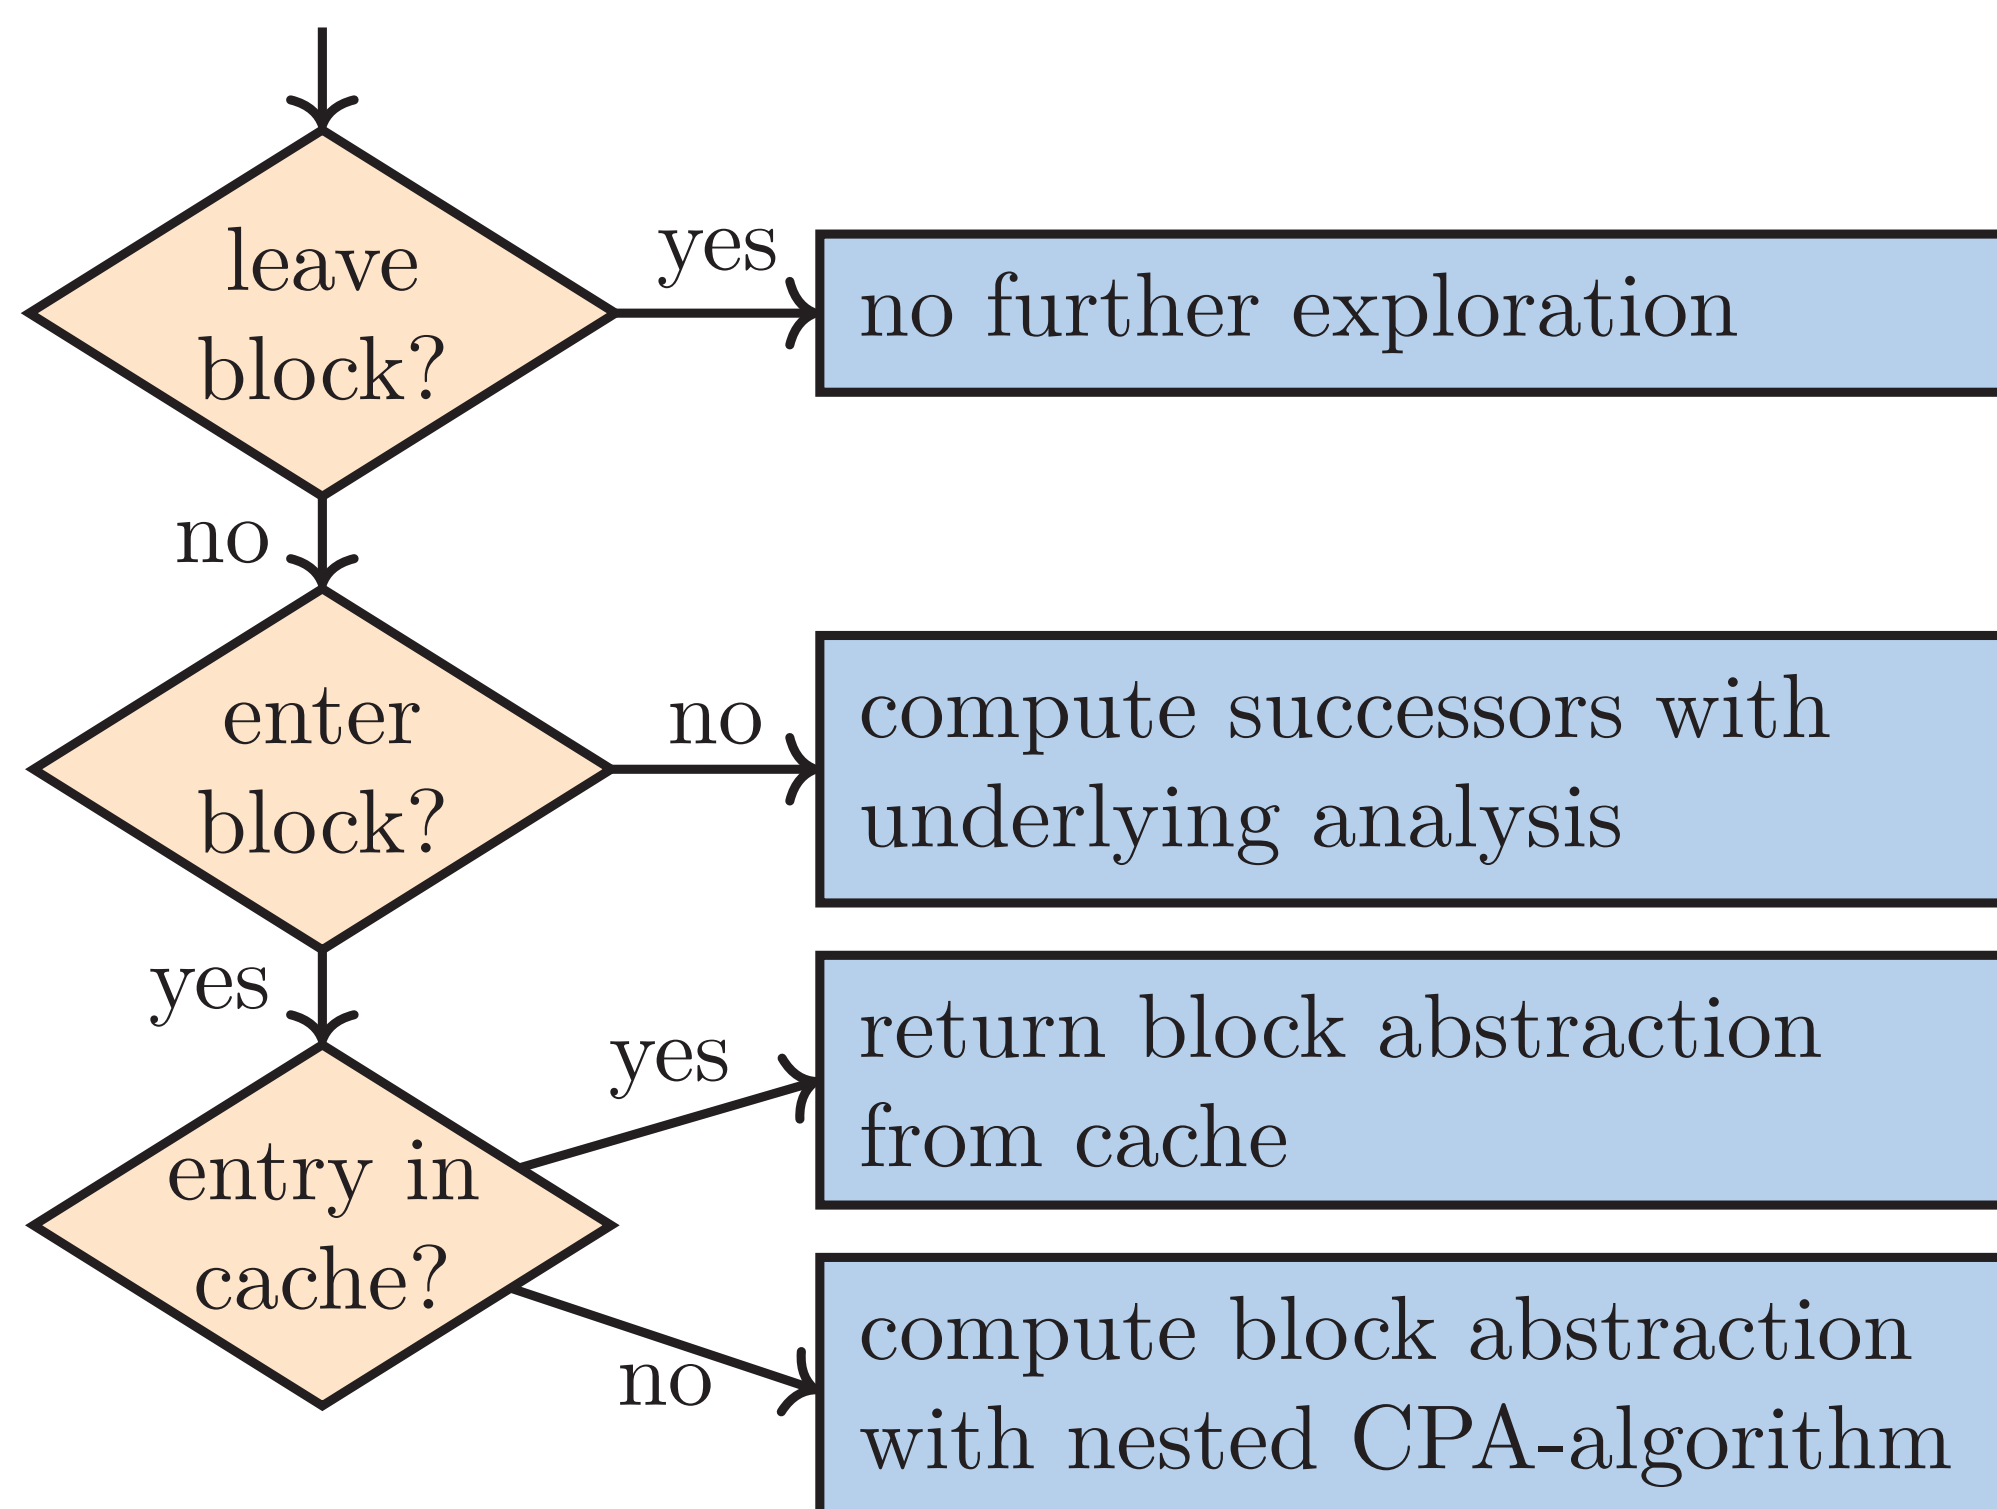 leave
block?
yes
no further exploration
no
enter
block?
no
compute successors with
underlying analysis
yes
entry in
cache?
yes
return block abstraction
from cache
no
compute block abstraction
with nested CPA-algorithm